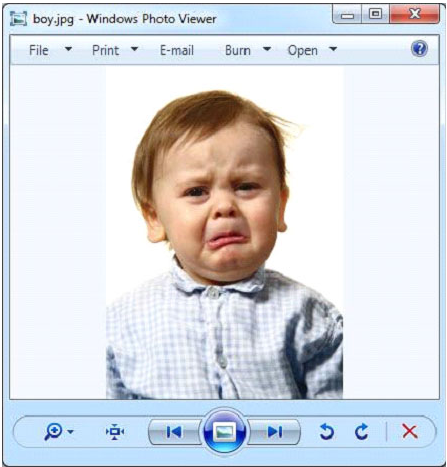 boy.jpg - Windows Photo Viewer
File Print E-mail Burn Open